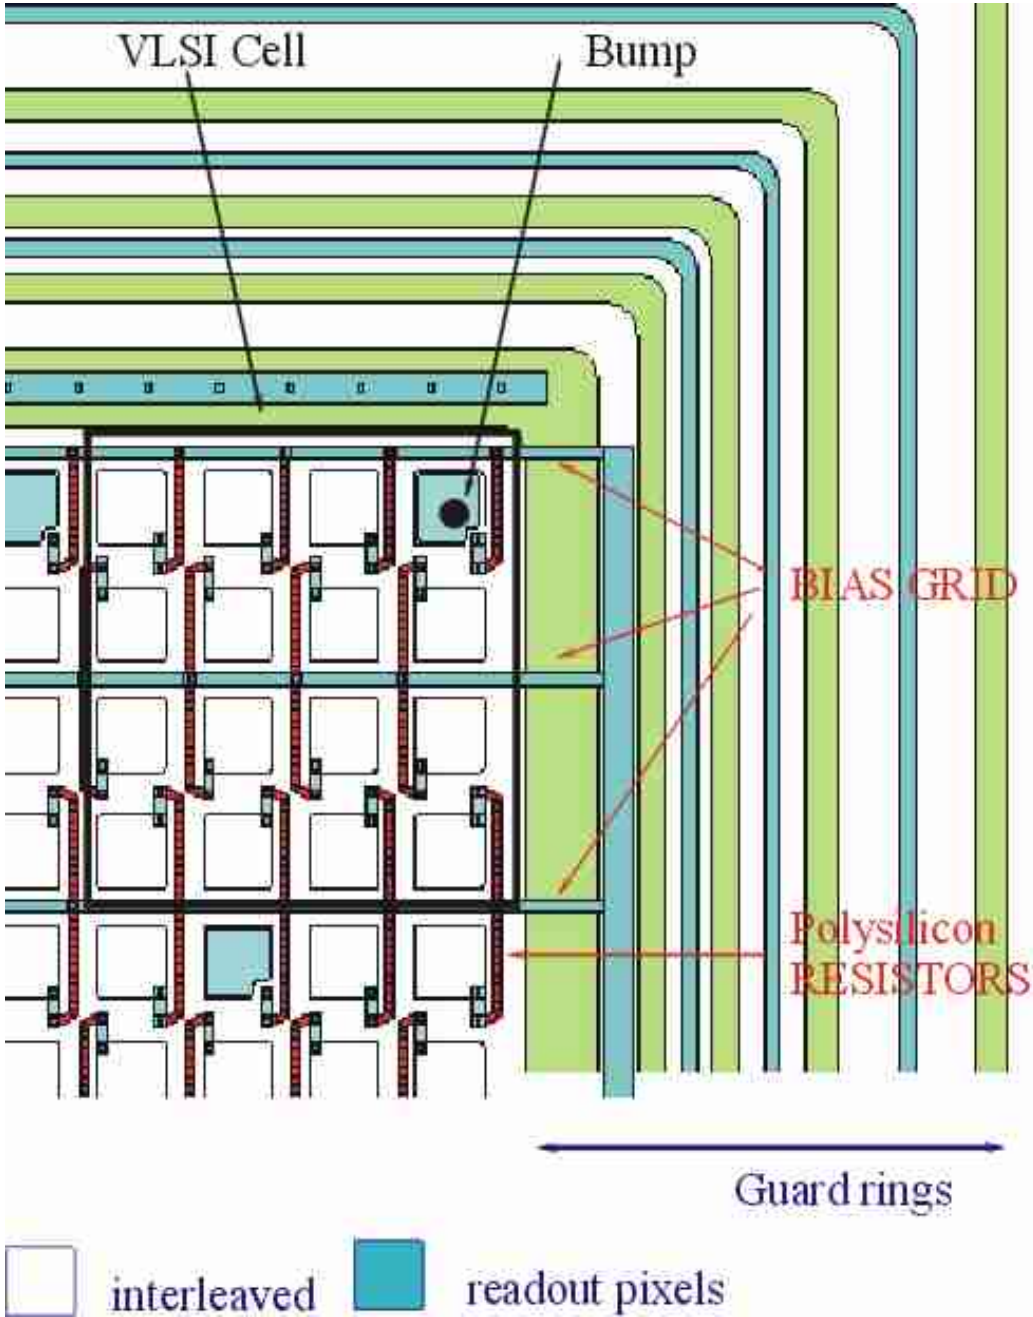 VLSI Cell
Bump
BIAS GRID
Polysilicon
RESISTORS
Guard rings
interleaved
readout pixels